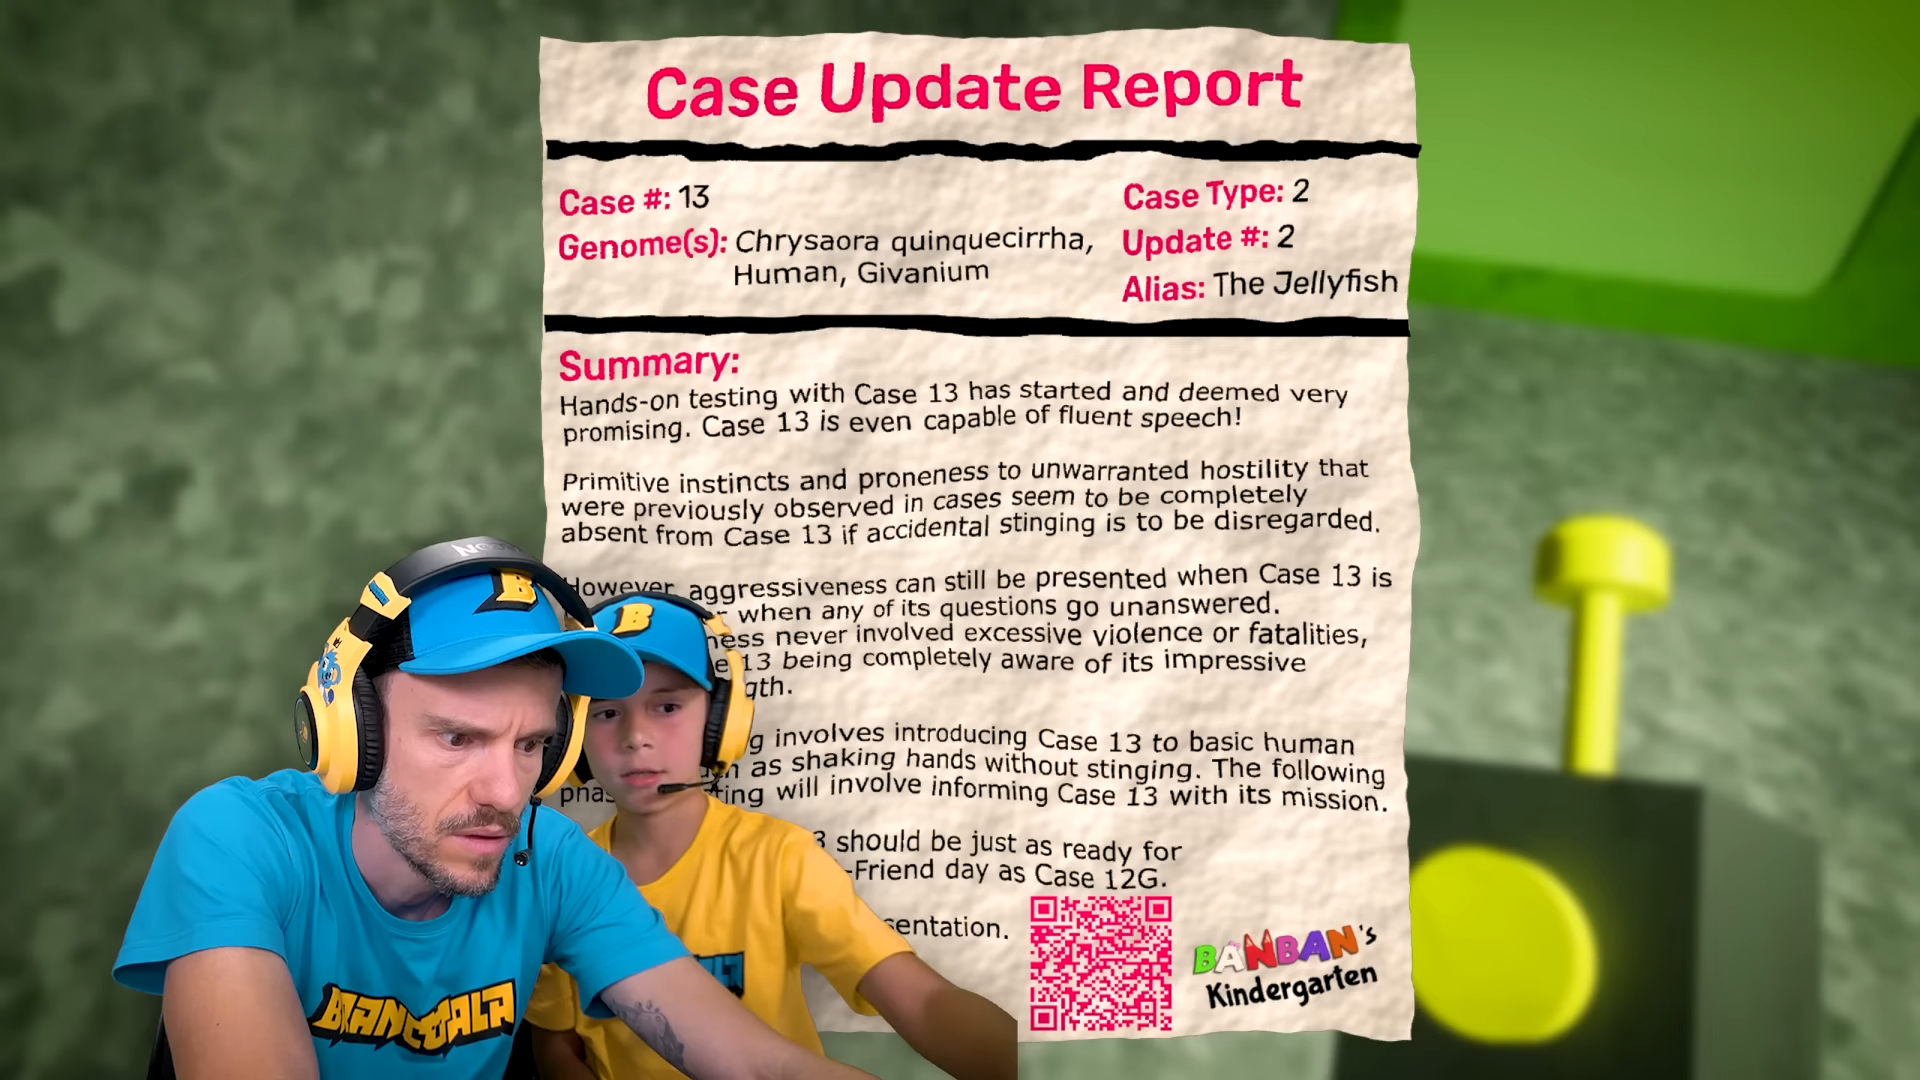 Case Update Report
Case #: 13
Case Type: 2
Genome(s): Chrysaora quinquecirrha,
Human, Givanium
Update #: 2
Alias: The Jellyfish
Summary:
Hands-on testing with Case 13 has started and deemed very
promising. Case 13 is even capable of fluent speech!
Primitive instincts and proneness to unwarranted hostility that
were previously observed in cases seem to be completely
absent from Case 13 if accidental stinging is to be disregarded.
However, aggressiveness can still be presented when Case 13 is
when any of its questions go unanswered.
never involved excessive violence or fatalities,
13 being completely aware of its impressive
involves introducing Case 13 to basic human
as shaking hands without stinging. The following
will involve informing Case 13 with its mission.
should be just as ready for
-Friend day as Case 12G.
BANBAN's
Kindergarten
B
B
BRANCOALA